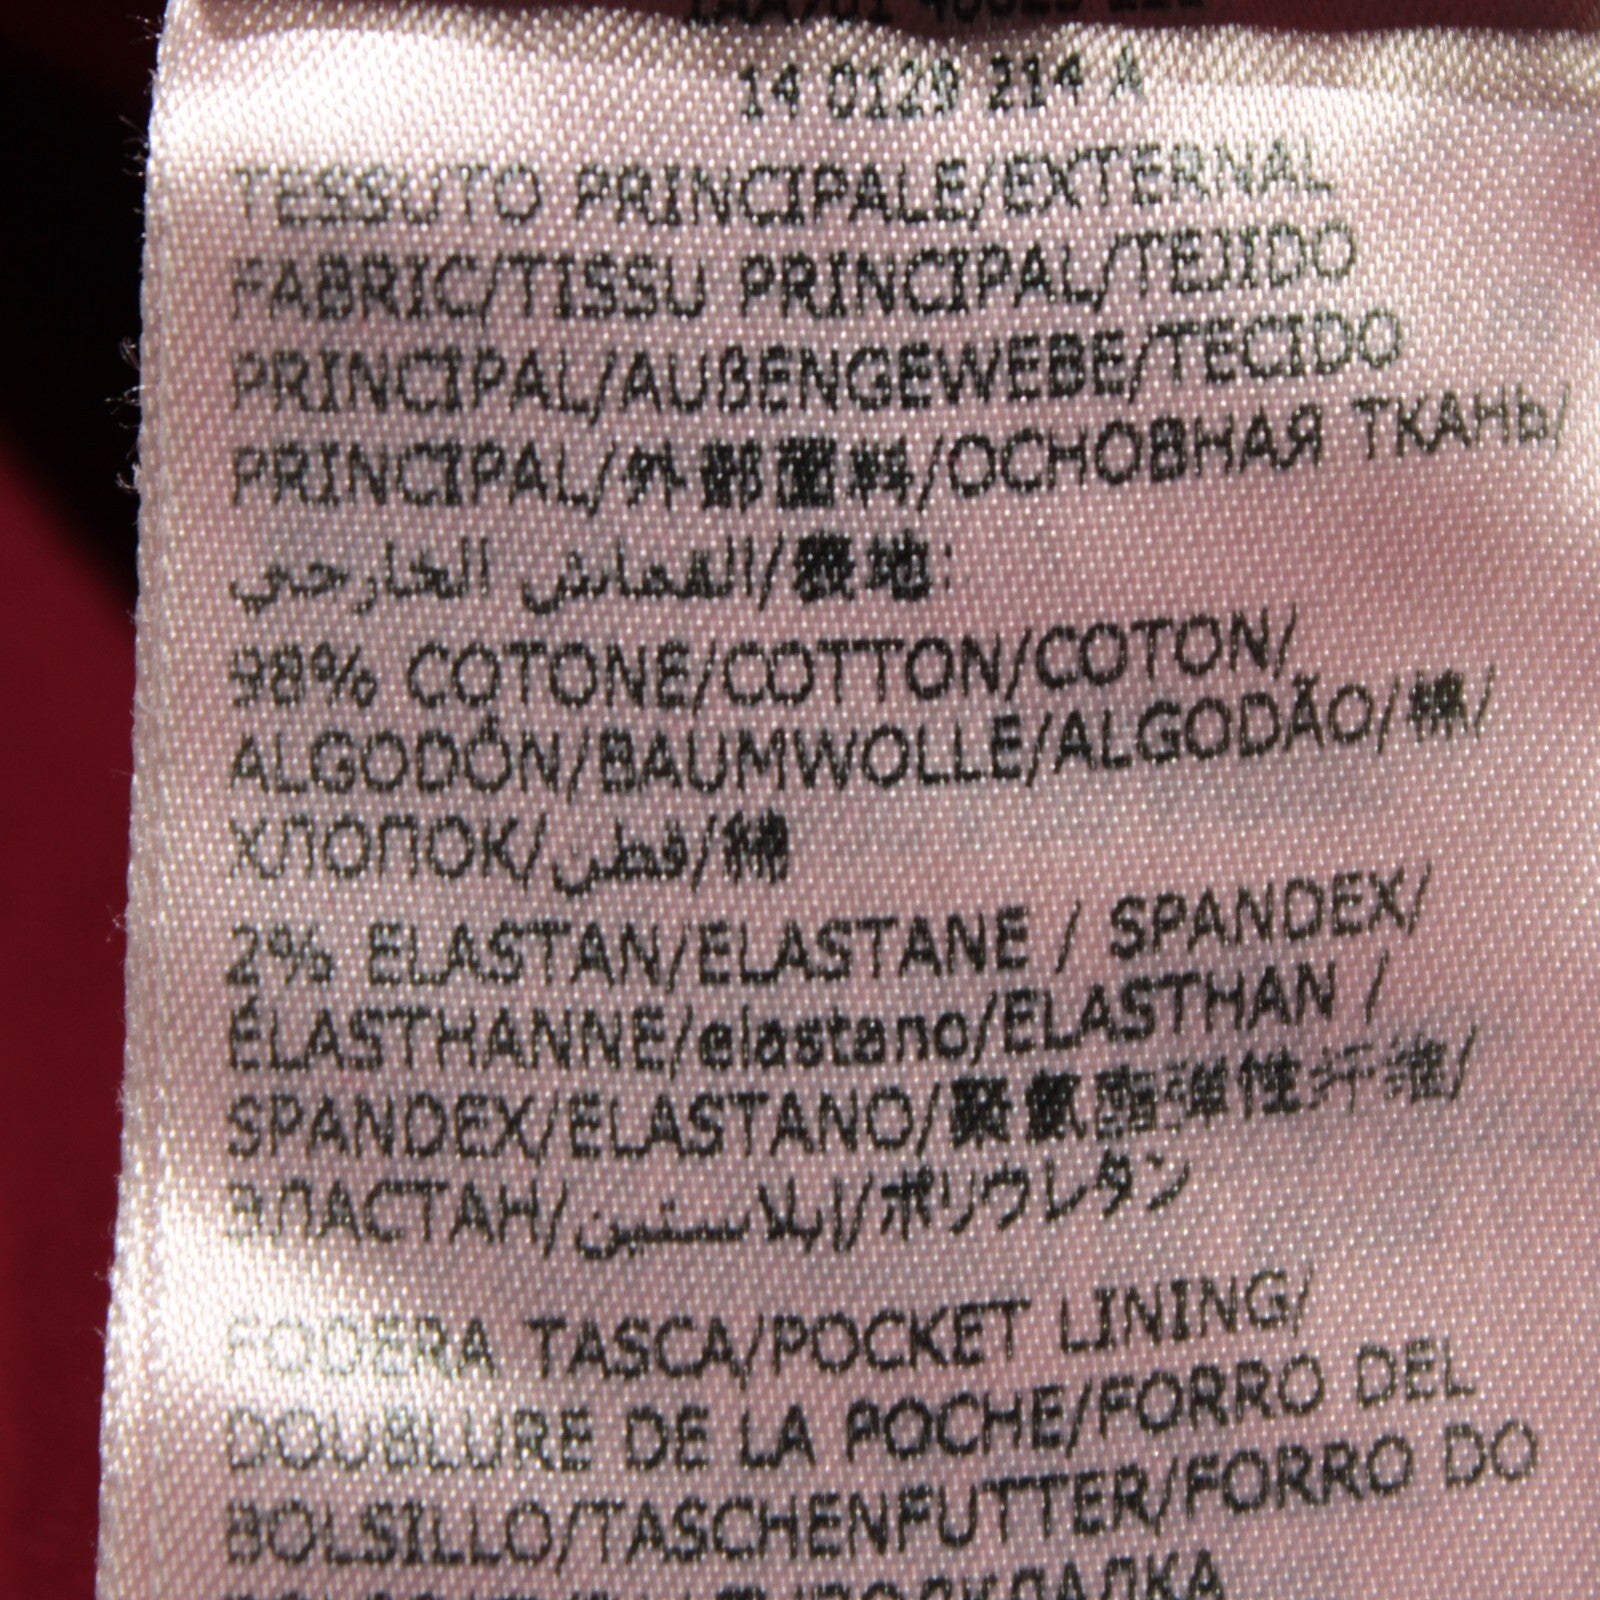 14 0129 214 A
TESSUTO PRINCIPALE/EXTERNAL
FABRIC/TISSU PRINCIPAL/TEJIDO
PRINCIPAL/AUßENGEWEBE/TECIDO
PRINCIPAL/外部面料/ОСНОВНАЯ ТКАНЬ/
القماش الخارجي/表地:
98% COTONE/COTTON/COTON/
ALGODÓN/BAUMWOLLE/ALGODÃO/棉/
ХЛОПОК/قطن/綿
2% ELASTAN/ELASTANE / SPANDEX/
ÉLASTHANNE/elastano/ELASTHAN /
SPANDEX/ELASTANO/聚氨酯弹性纤维/
ЭЛАСТАН/إيلاستين/ポリウレタン
FODERA TASCA/POCKET LINING/
DOUBLURE DE LA POCHE/FORRO DEL
BOLSILLO/TASCHENFUTTER/FORRO DO